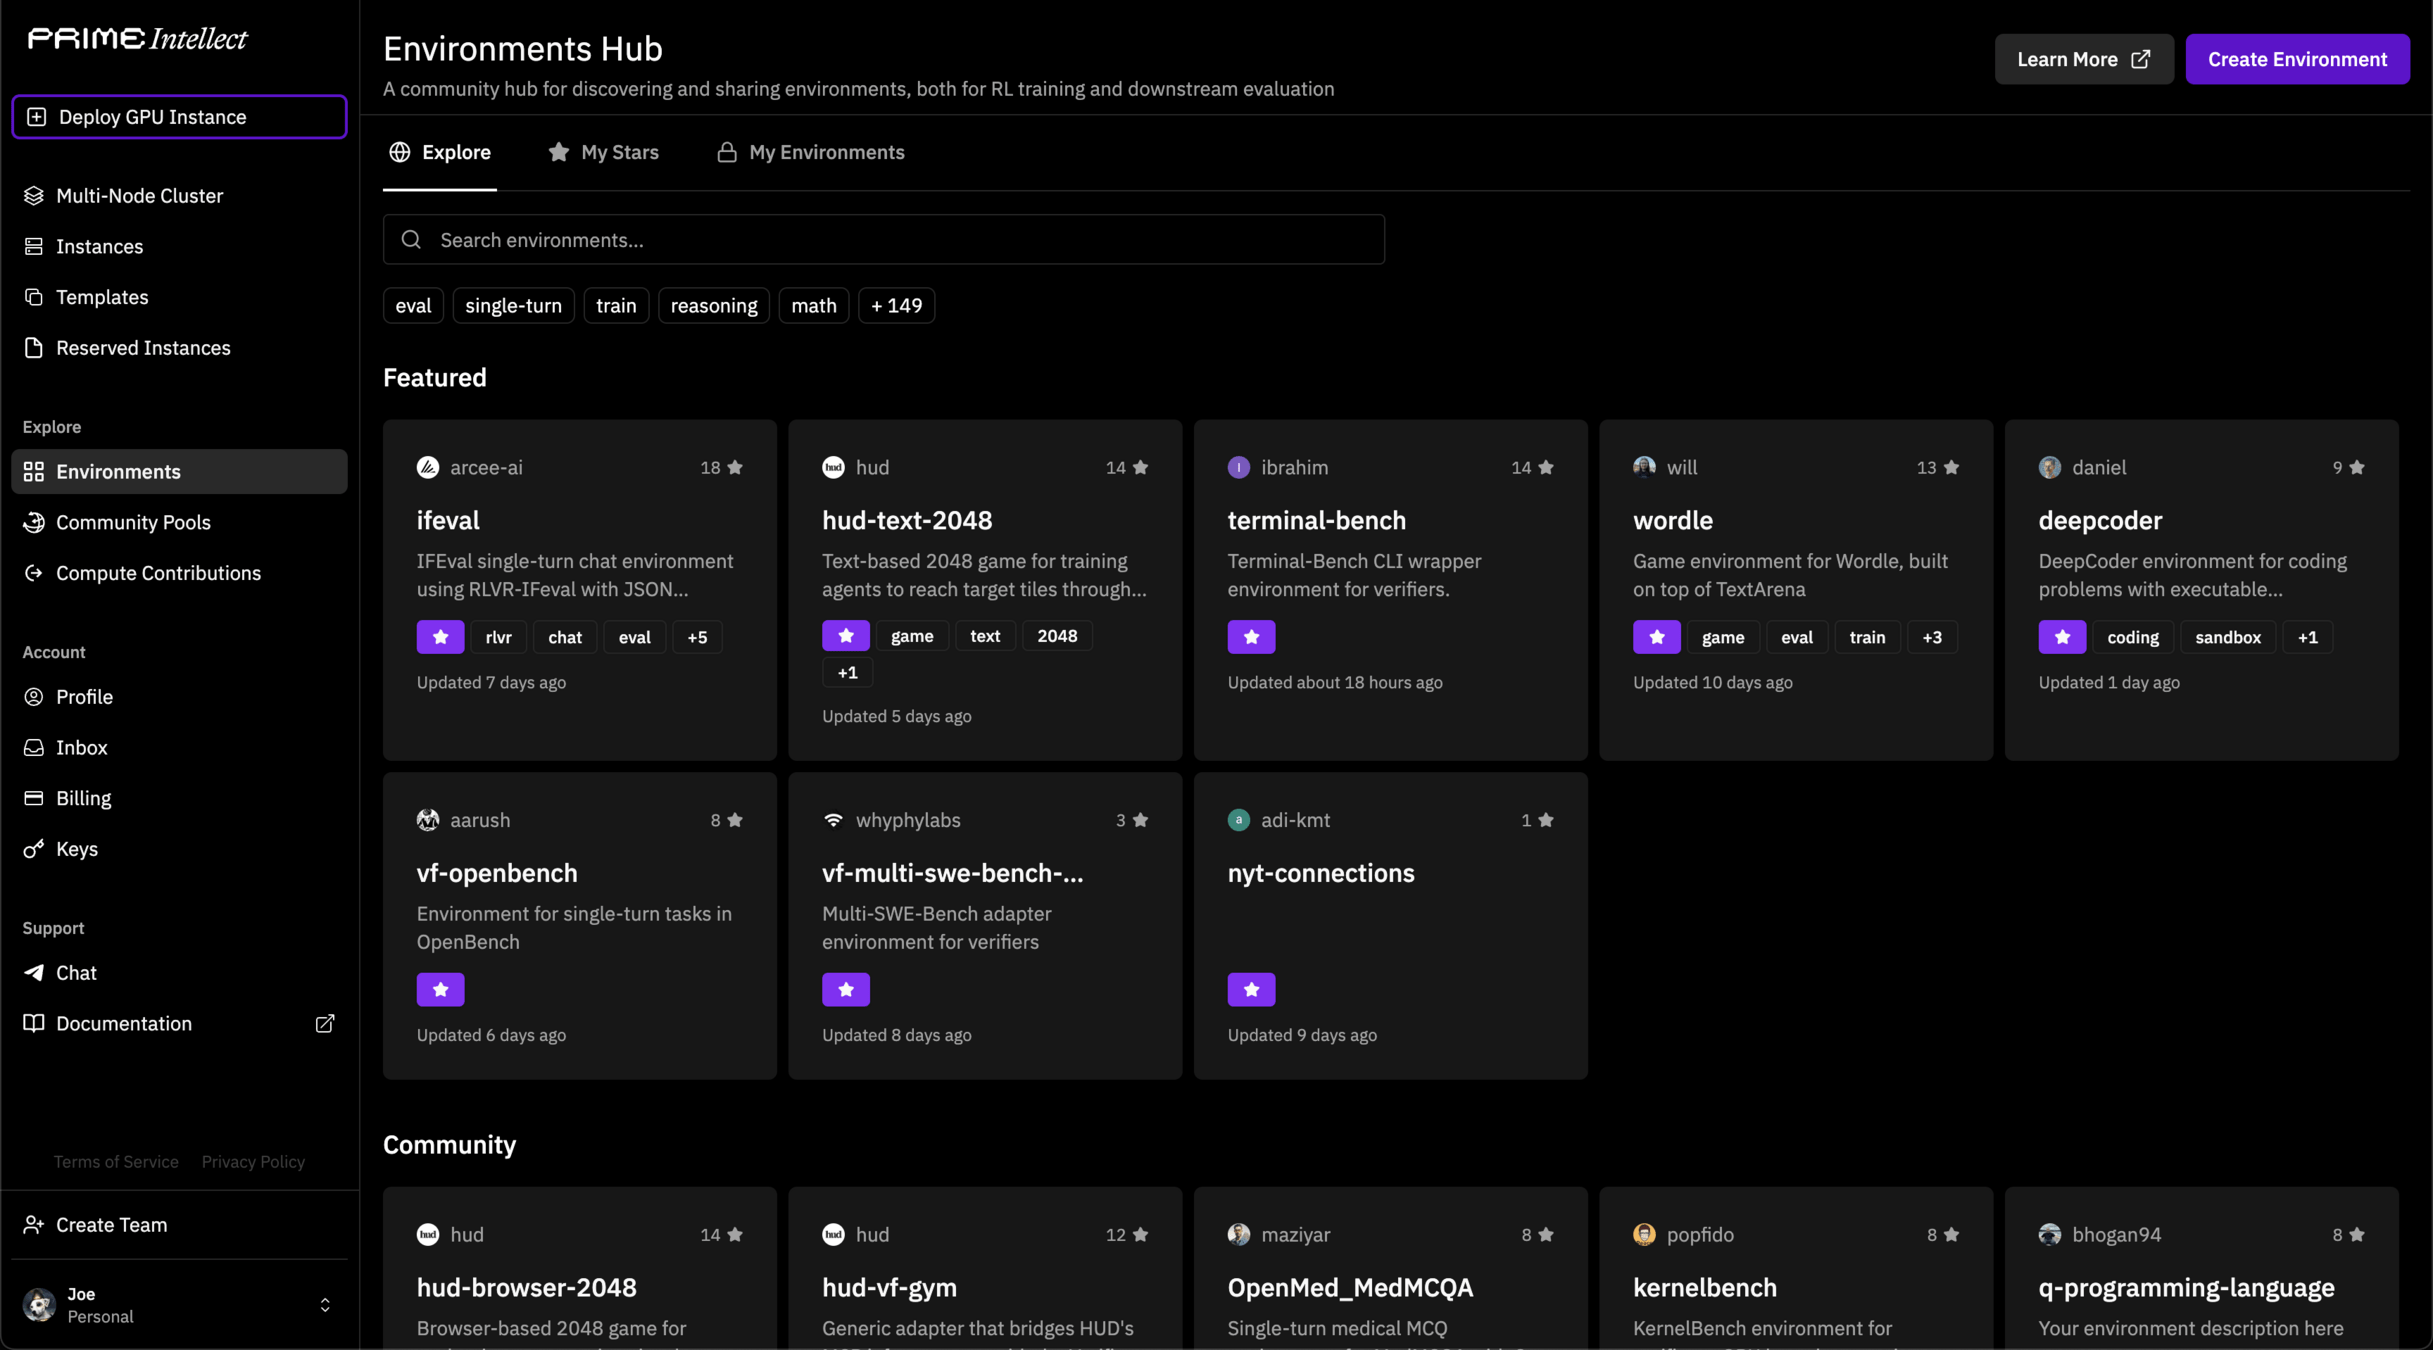 PRIME Intellect
Deploy GPU Instance
Multi-Node Cluster
Instances
Templates
Reserved Instances
Explore
Environments
Community Pools
Compute Contributions
Account
Profile
Inbox
Billing
Keys
Support
Chat
Documentation
Terms of Service Privacy Policy
Create Team
Joe
Personal
Environments Hub
A community hub for discovering and sharing environments, both for RL training and downstream evaluation
Learn More
Create Environment
Explore
My Stars
My Environments
Search environments...
eval single-turn train reasoning math + 149
Featured
arcee-ai 18
ifeval
IFEval single-turn chat environment
using RLVR-IFeval with JSON...
rlvr chat eval +5
Updated 7 days ago
hud 14
hud-text-2048
Text-based 2048 game for training
agents to reach target tiles through...
game text 2048
+1
Updated 5 days ago
I ibrahim 14
terminal-bench
Terminal-Bench CLI wrapper
environment for verifiers.
Updated about 18 hours ago
will 13
wordle
Game environment for Wordle, built
on top of TextArena
game eval train +3
Updated 10 days ago
daniel 9
deepcoder
DeepCoder environment for coding
problems with executable...
coding sandbox +1
Updated 1 day ago
aarush 8
vf-openbench
Environment for single-turn tasks in
OpenBench
Updated 6 days ago
whyphylabs 3
vf-multi-swe-bench-...
Multi-SWE-Bench adapter
environment for verifiers
Updated 8 days ago
a adi-kmt 1
nyt-connections
Updated 9 days ago
Community
hud hud 14
hud-browser-2048
Browser-based 2048 game for
hud hud 12
hud-vf-gym
Generic adapter that bridges HUD's
maziyar 8
OpenMed_MedMCQA
Single-turn medical MCQ
popfido 8
kernelbench
KernelBench environment for
bhogan94 8
q-programming-language
Your environment description here